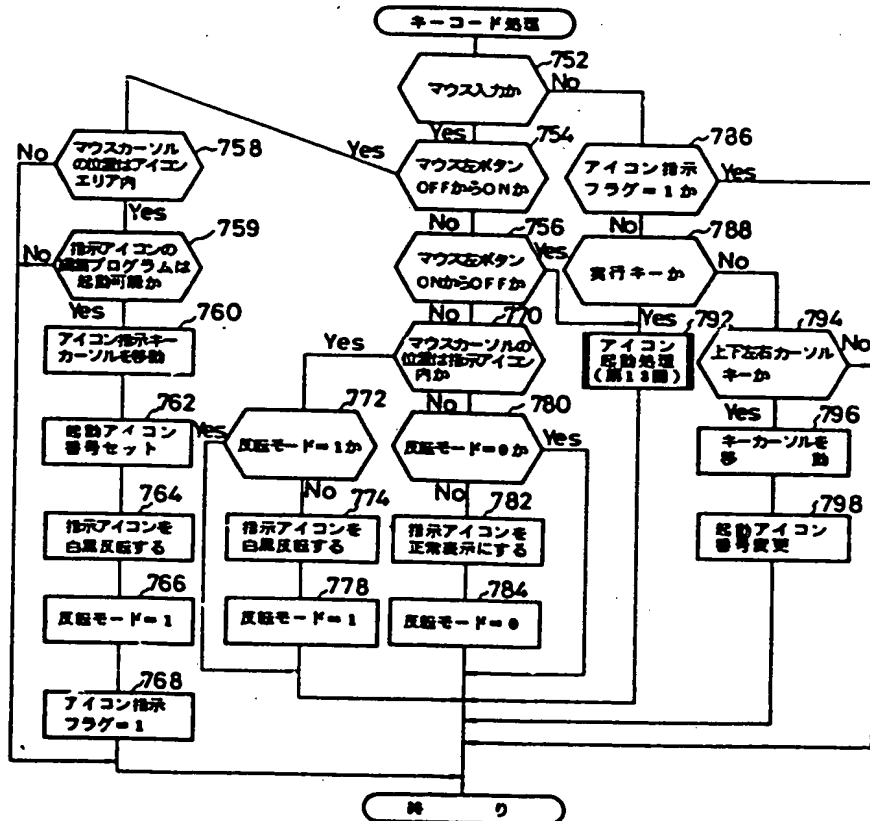 キーコード処理
752
マウス入力か
No
Yes
754
マウス左ボタン
OFFからONか
Yes
No
758
マウスカーソル
の位置はアイコン
エリア内
No
Yes
759
指示アイコンの
プログラムは
起動可能か
No
Yes
760
アイコン指示キー
カーソルを移動
762
起動アイコン
番号セット
764
指示アイコンを
白黒反転する
766
反転モード=1
768
アイコン指示
フラグ=1
756
マウス左ボタン
ONからOFFか
Yes
No
770
マウスカーソルの
位置は指示アイコン
内か
Yes
No
772
反転モード=1か
Yes
No
774
指示アイコンを
白黒反転する
778
反転モード=1
780
反転モード=0か
Yes
No
782
指示アイコンを
正常表示にする
784
反転モード=0
786
アイコン指示
フラグ=1か
Yes
No
788
実行キーか
No
Yes
792
アイコン
起動処理
(第13図)
794
上下左右カーソル
キーか
No
Yes
796
キーカーソルを
移動
798
起動アイコン
番号変更
終り